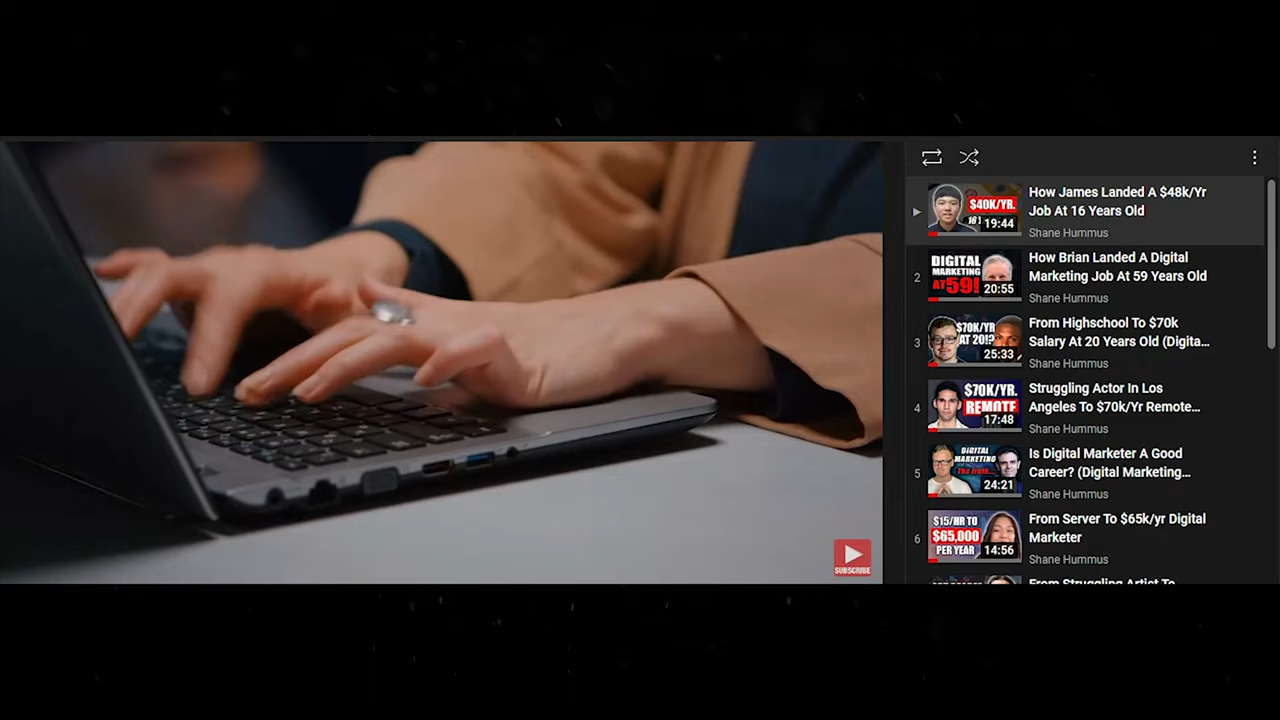 How James Landed A $48k/Yr
Job At 16 Years Old
Shane Hummus
$40K/YR.
16!
19:44
2
How Brian Landed A Digital
Marketing Job At 59 Years Old
Shane Hummus
DIGITAL
MARKETING
AT 59!
20:55
3
From Highschool To $70k
Salary At 20 Years Old (Digita...
Shane Hummus
$70K/YR
AT 20!?
25:33
4
Struggling Actor In Los
Angeles To $70k/Yr Remote...
Shane Hummus
$70K/YR.
REMOTE
17:48
5
Is Digital Marketer A Good
Career? (Digital Marketing...
Shane Hummus
DIGITAL
MARKETING
The truth...
24:21
6
From Server To $65k/yr Digital
Marketer
Shane Hummus
$15/HR TO
$65,000
PER YEAR
14:56
From Struggling Artist To
SUBSCRIBE